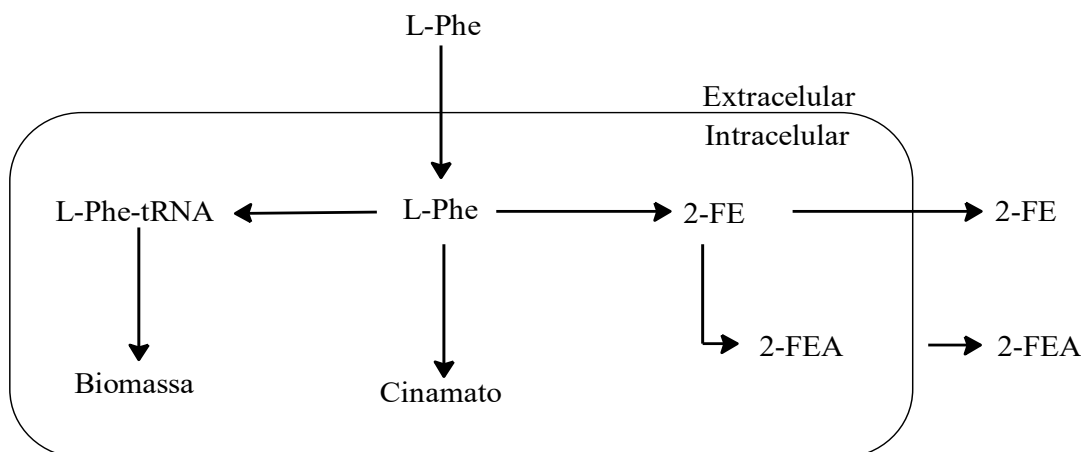 L-Phe
Extracelular
Intracelular
L-Phe-tRNA
L-Phe
2-FE
2-FE
2-FEA
2-FEA
Biomassa
Cinamato